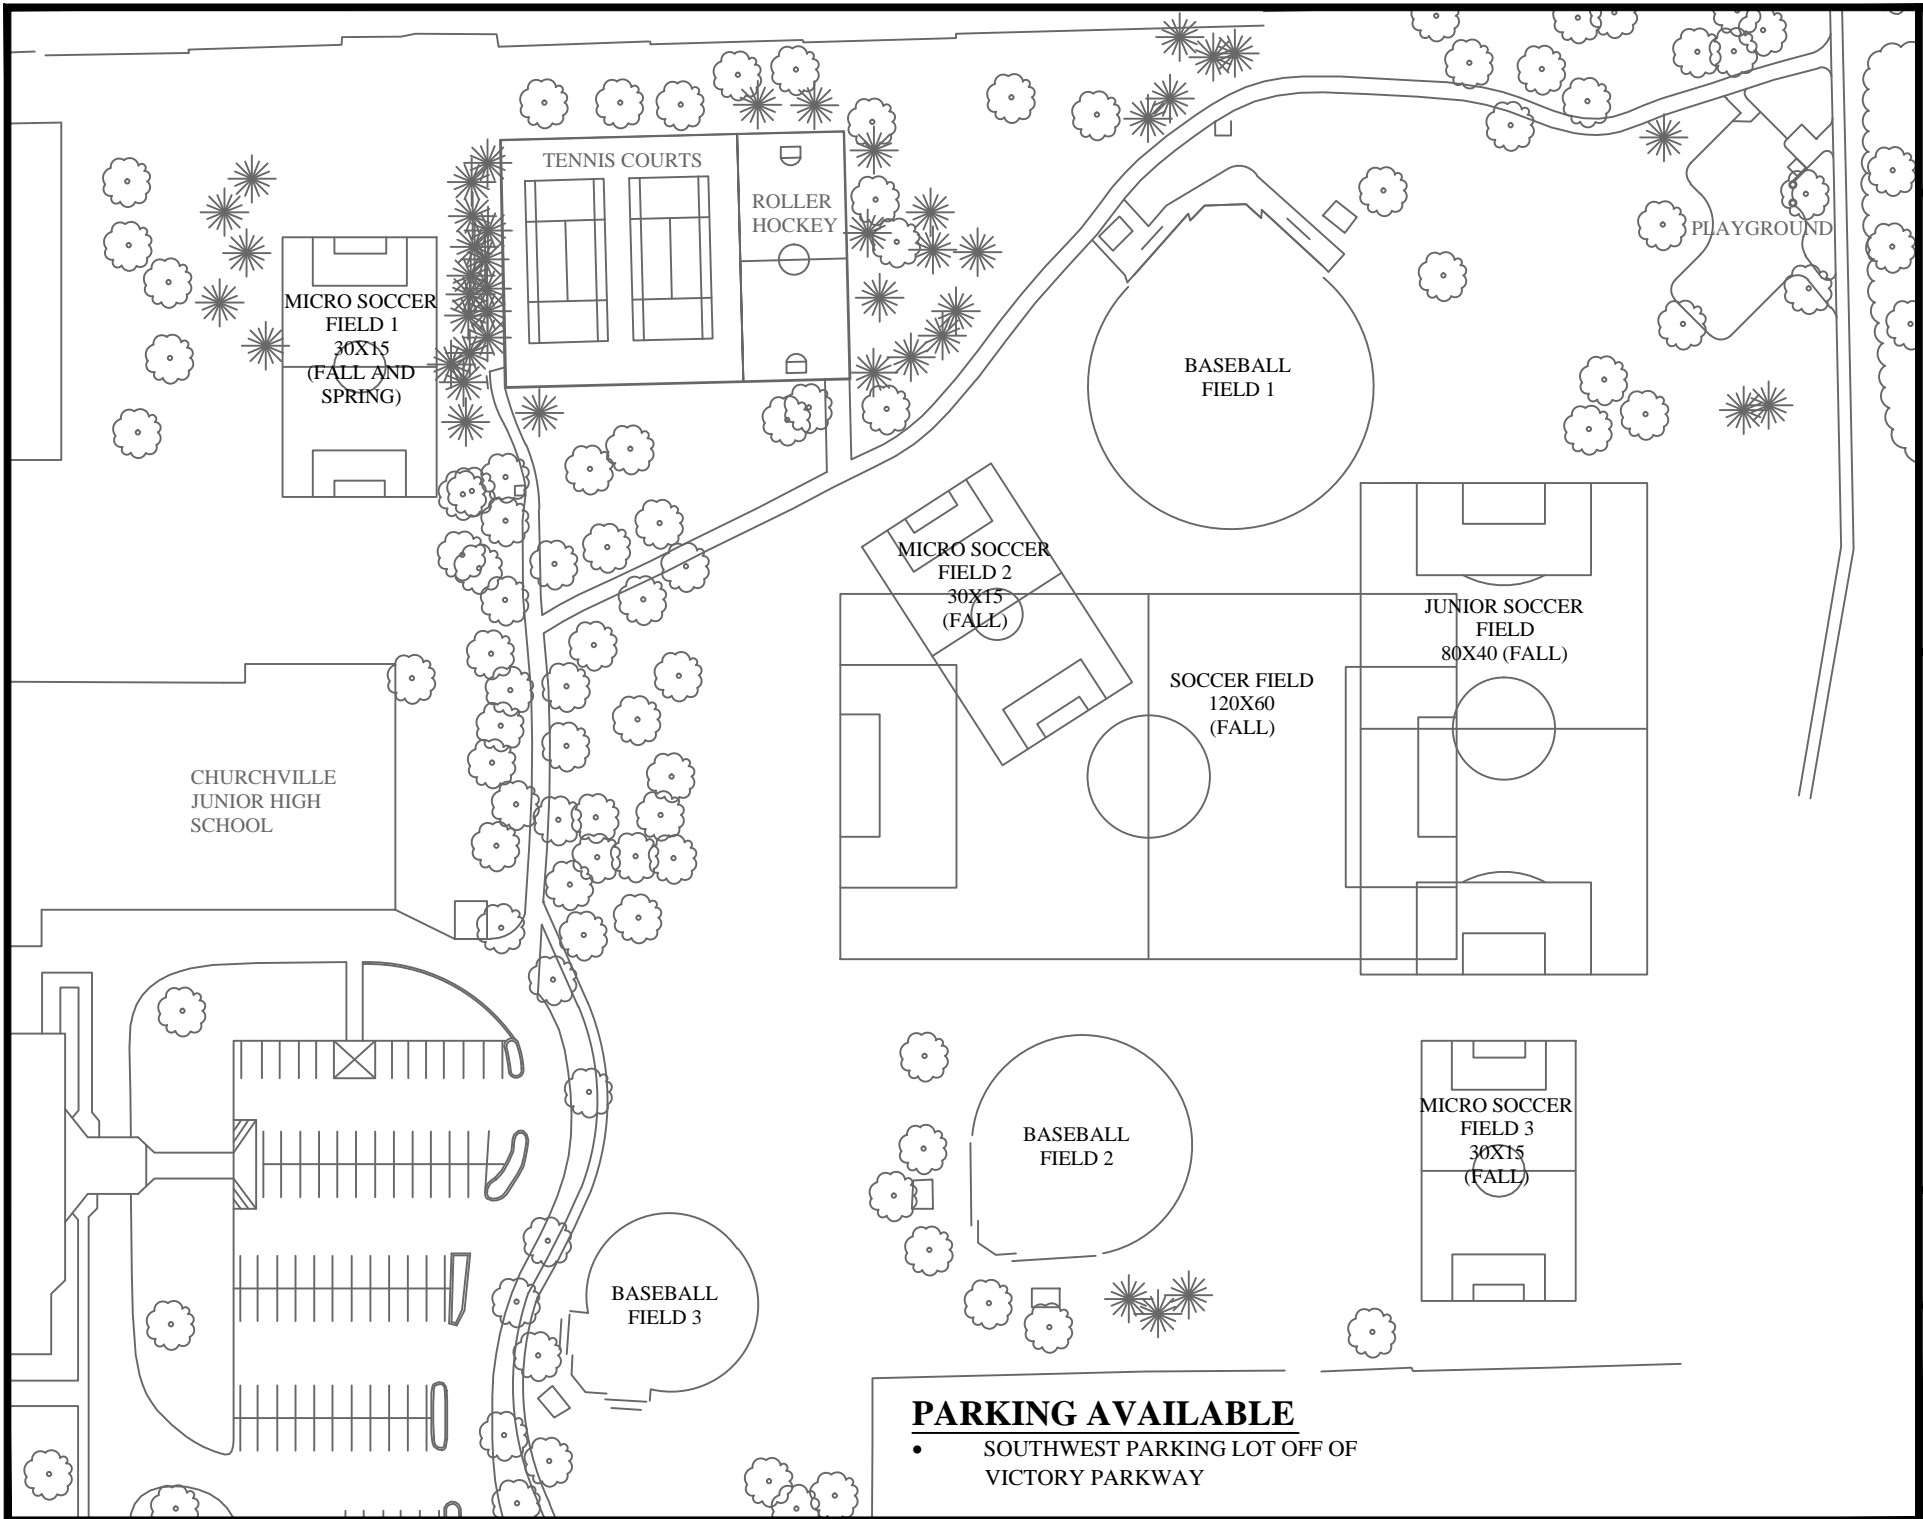 TENNIS COURTS
ROLLER
HOCKEY
PLAYGROUND
MICRO SOCCER
FIELD 1
30X15
(FALL AND
SPRING)
BASEBALL
FIELD 1
MICRO SOCCER
FIELD 2
30X15
(FALL)
JUNIOR SOCCER
FIELD
80X40 (FALL)
SOCCER FIELD
120X60
(FALL)
CHURCHVILLE
JUNIOR HIGH
SCHOOL
MICRO SOCCER
FIELD 3
30X15
(FALL)
BASEBALL
FIELD 2
BASEBALL
FIELD 3
PARKING AVAILABLE
• SOUTHWEST PARKING LOT OFF OF
VICTORY PARKWAY